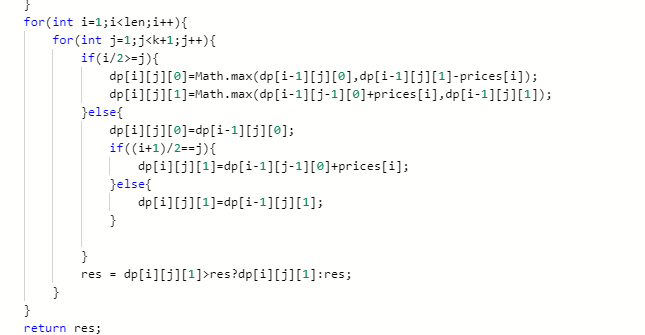 }
for(int i=1;i<len;i++){
for(int j=1;j<k+1;j++){
if(i/2>=j){
dp[i][j][0]=Math.max(dp[i-1][j][0],dp[i-1][j][1]-prices[i]);
dp[i][j][1]=Math.max(dp[i-1][j-1][0]+prices[i],dp[i-1][j][1]);
}else{
dp[i][j][0]=dp[i-1][j][0];
if((i+1)/2==j){
dp[i][j][1]=dp[i-1][j-1][0]+prices[i];
}else{
dp[i][j][1]=dp[i-1][j][1];
}
}
res = dp[i][j][1]>res?dp[i][j][1]:res;
}
}
return res;